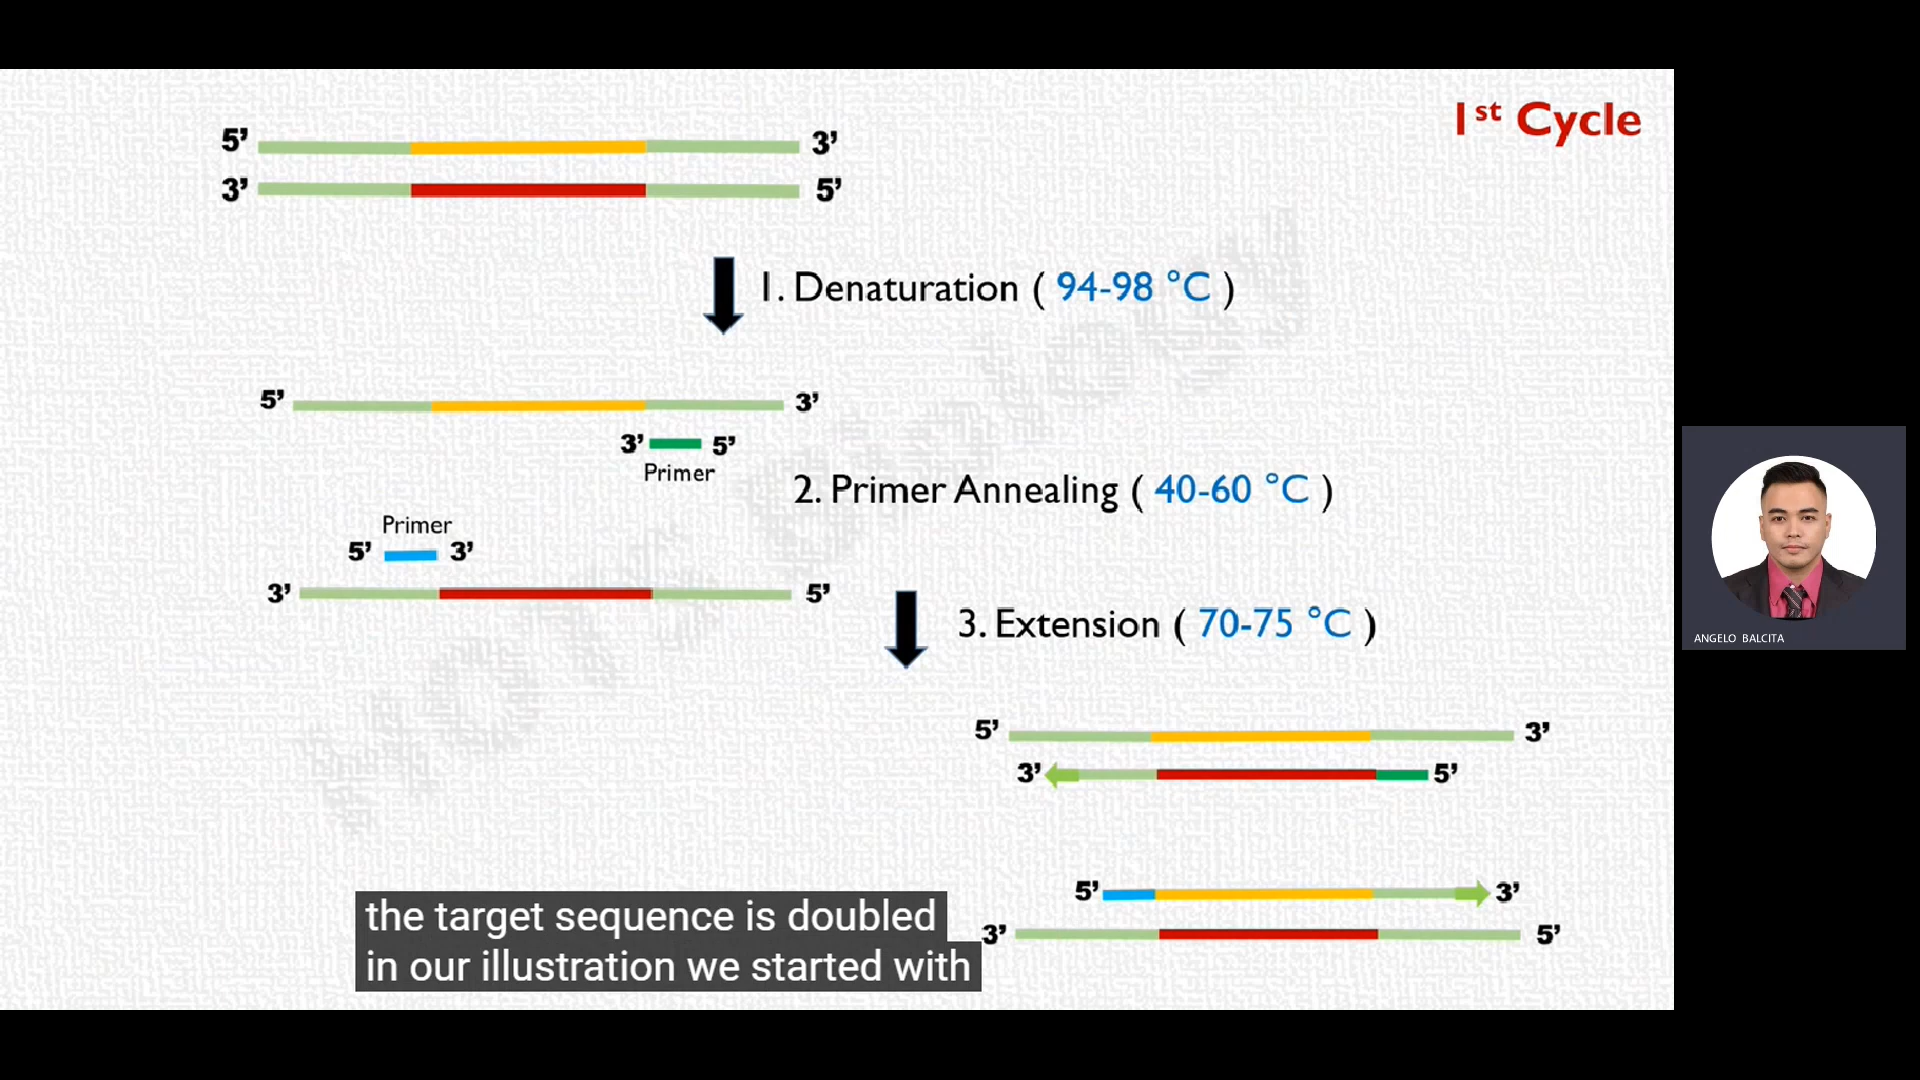 1st Cycle
5' 3'
3' 5'
1. Denaturation ( 94-98 °C )
5' 3'
3' 5'
Primer
2. Primer Annealing ( 40-60 °C )
Primer
5' 3'
3' 5'
3. Extension ( 70-75 °C )
5' 3'
3' 5'
5' 3'
3' 5'
the target sequence is doubled
in our illustration we started with
ANGELO BALCITA